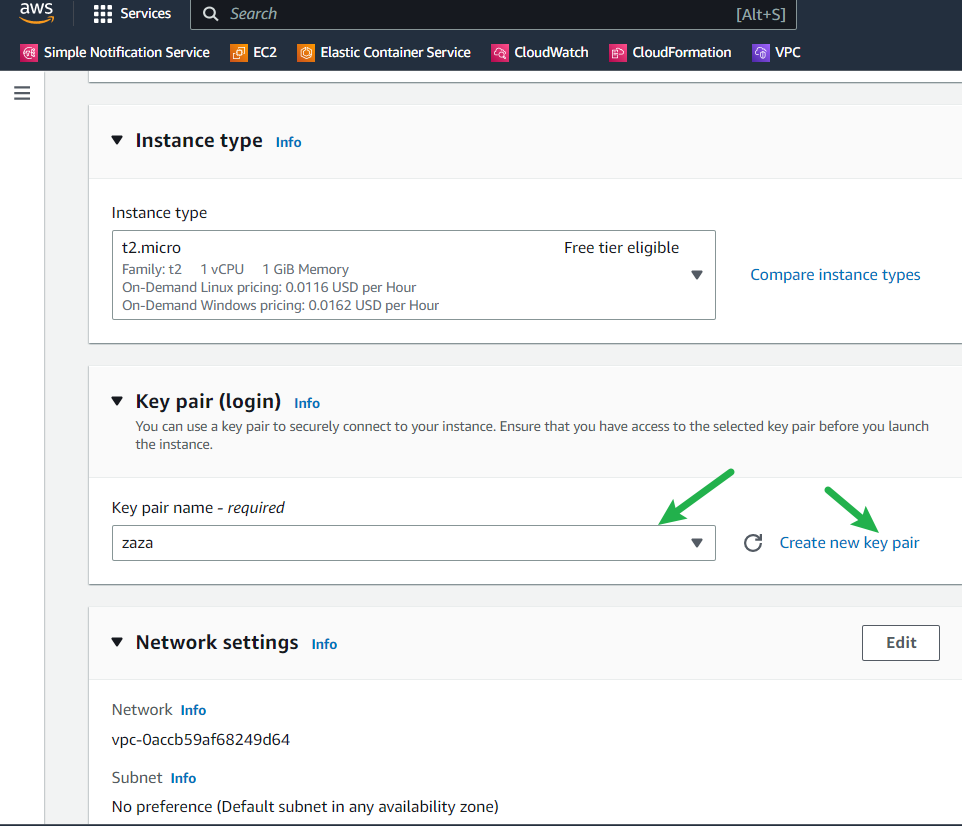 aws
Services
Search
[Alt+S]
Simple Notification Service
EC2
Elastic Container Service
CloudWatch
CloudFormation
VPC
Instance type Info
Instance type
t2.micro
Free tier eligible
Family: t2 1 vCPU 1 GiB Memory
On-Demand Linux pricing: 0.0116 USD per Hour
On-Demand Windows pricing: 0.0162 USD per Hour
Compare instance types
Key pair (login) Info
You can use a key pair to securely connect to your instance. Ensure that you have access to the selected key pair before you launch
the instance.
Key pair name - required
zaza
Create new key pair
Network settings Info
Edit
Network Info
vpc-0accb59af68249d64
Subnet Info
No preference (Default subnet in any availability zone)